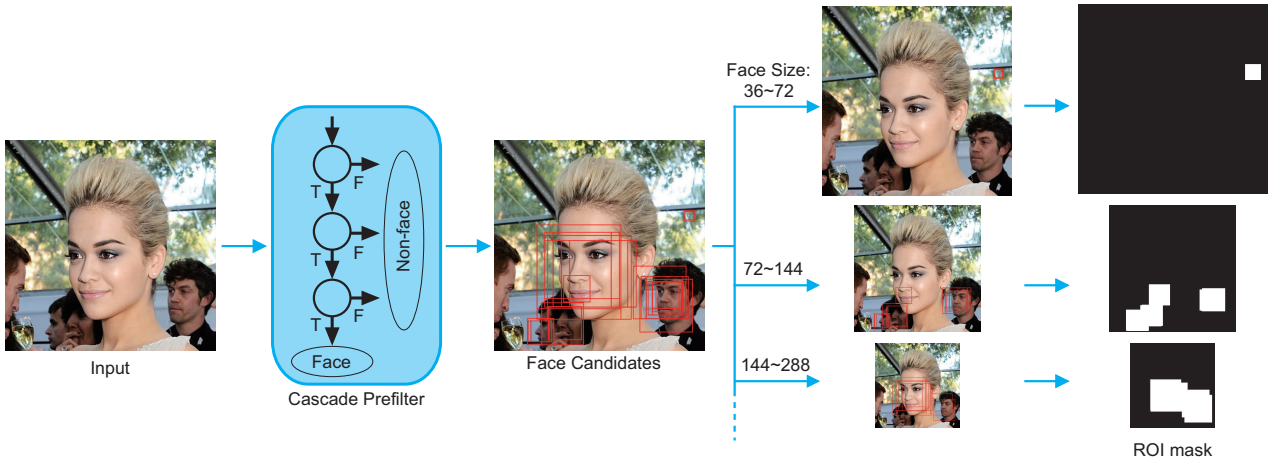 Input
T
F
T
F
T
F
Non-face
Face
Cascade Prefilter
Face Candidates
Face Size:
36~72
72~144
144~288
ROI mask